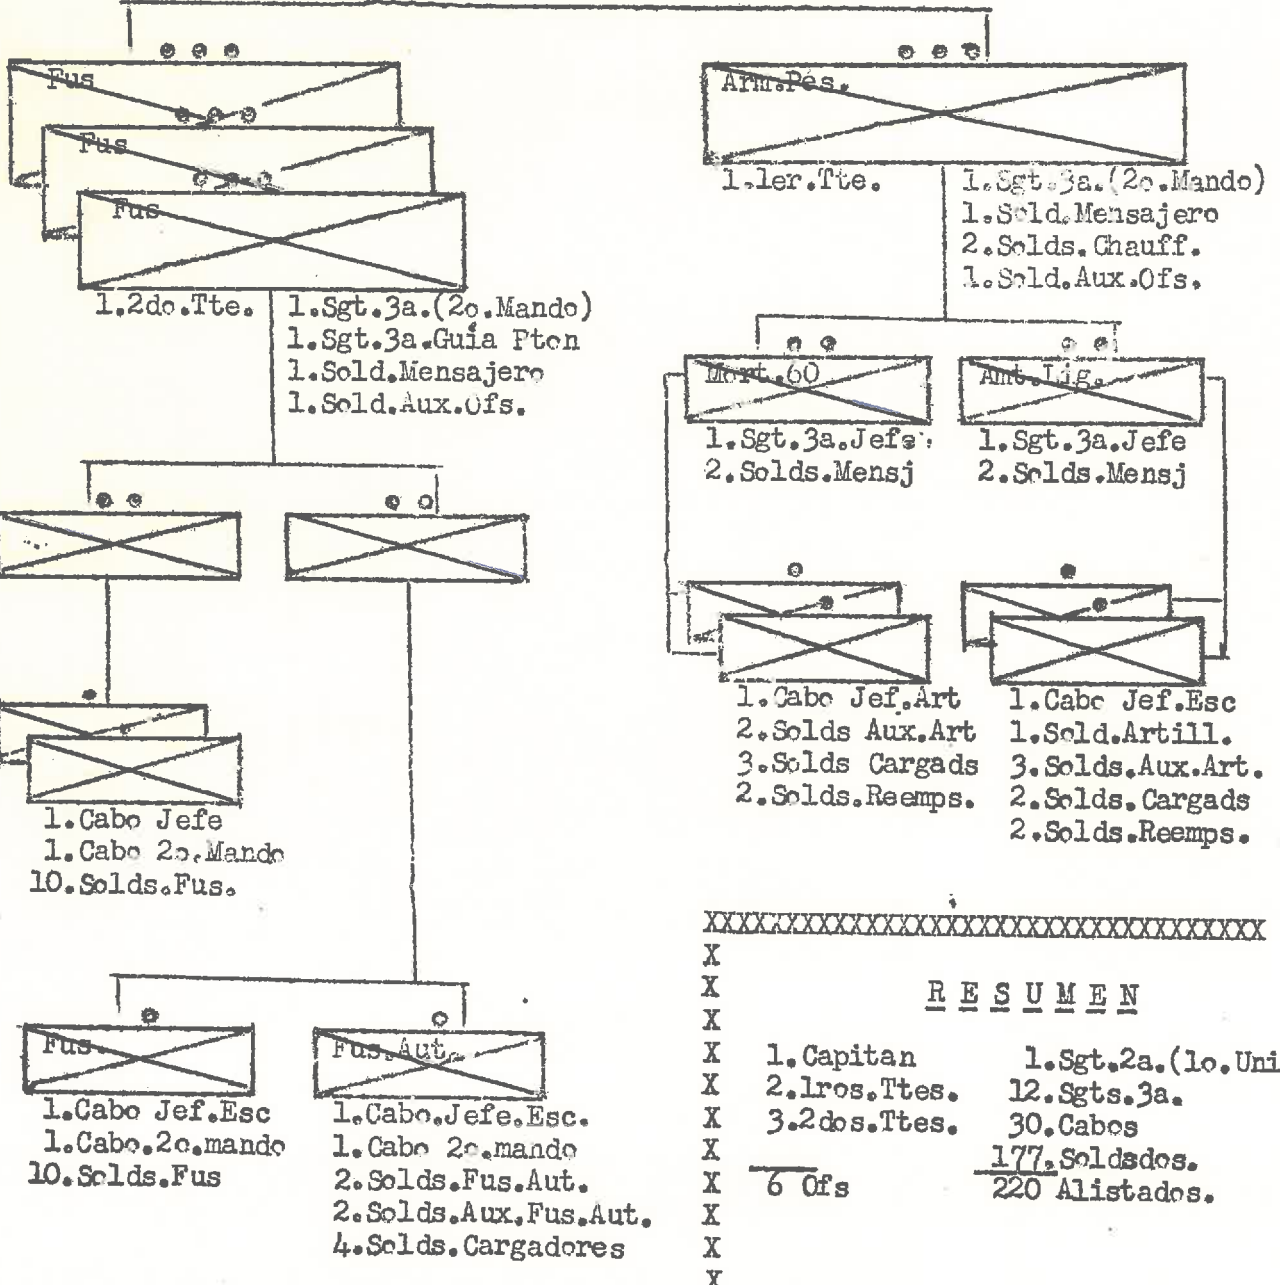 Fus
Fus
Fus
1.2do.Tte.
1.Sgt.3a.(2o.Mando)
1.Sgt.3a.Guía Pton
1.Sold.Mensajero
1.Sold.Aux.Ofs.
1.Cabo Jefe
1.Cabo 2o.Mando
10.Solds.Fus.
Fus.
1.Cabo Jef.Esc
1.Cabo.2o.mando
10.Solds.Fus
Fus.Aut.
1.Cabo.Jefe.Esc.
1.Cabo 2o.mando
2.Solds.Fus.Aut.
2.Solds.Aux.Fus.Aut.
4.Solds.Cargadores
Arm.Pes.
1.1er.Tte.
1.Sgt.3a.(2o.Mando)
1.Sold.Mensajero
2.Solds.Chauff.
1.Sold.Aux.Ofs.
Mort.60
1.Sgt.3a.Jefe.
2.Solds.Mensj
Amt.Lig.
1.Sgt.3a.Jefe
2.Solds.Mensj
1.Cabo Jef.Art
2.Solds Aux.Art
3.Solds Cargads
2.Solds.Reemps.
1.Cabo Jef.Esc
1.Sold.Artill.
3.Solds.Aux.Art.
2.Solds.Cargads
2.Solds.Reemps.
XXXXXXXXXXXXXXXXXXXXXXXXXXXXXXXXXXX
X
X
X
X
X
X
X
X
X
X
X
R E S U M E N
1.Capitan
2.1ros.Ttes.
3.2dos.Ttes.
6 Ofs
1.Sgt.2a.(1o.Uni
12.Sgts.3a.
30.Cabos
177.Soldados.
220 Alistados.